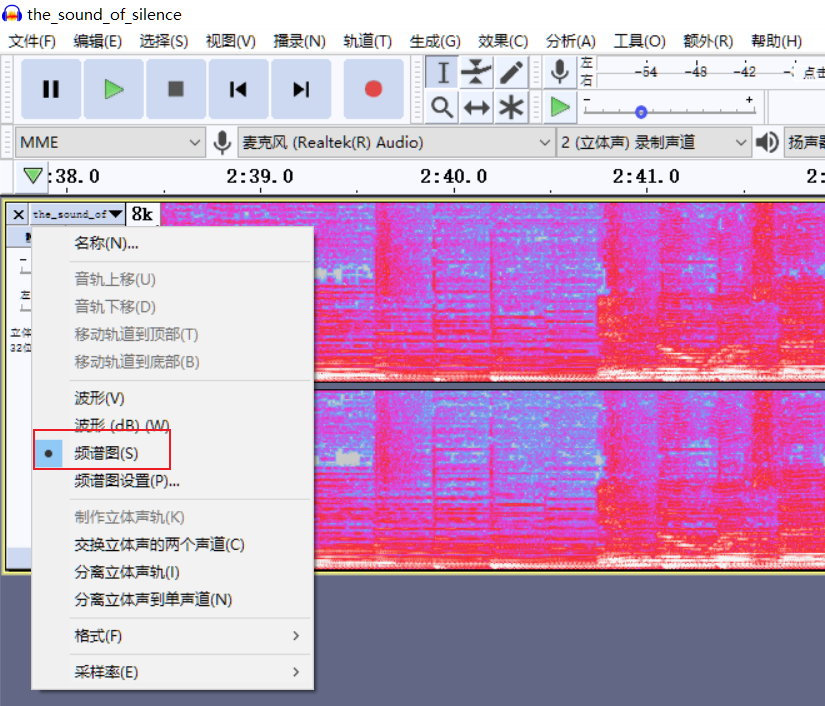 the_sound_of_silence
文件(F) 编辑(E) 选择(S) 视图(V) 播录(N) 轨道(T) 生成(G) 效果(C) 分析(A) 工具(O) 额外(R) 帮助(H)
左
右
-54 -48 -42 点击
- +
MME 麦克风 (Realtek(R) Audio) 2 (立体声) 录制声道 扬声器
:38.0 2:39.0 2:40.0 2:41.0 2:
the_sound_of 8k
名称(N)...
音轨上移(U)
音轨下移(D)
移动轨道到顶部(T)
移动轨道到底部(B)
左
立体
32位
波形(V)
波形 (dB) (W)
频谱图(S)
频谱图设置(P)...
制作立体声轨(K)
交换立体声的两个声道(C)
分离立体声轨(I)
分离立体声到单声道(N)
格式(F)
采样率(E)